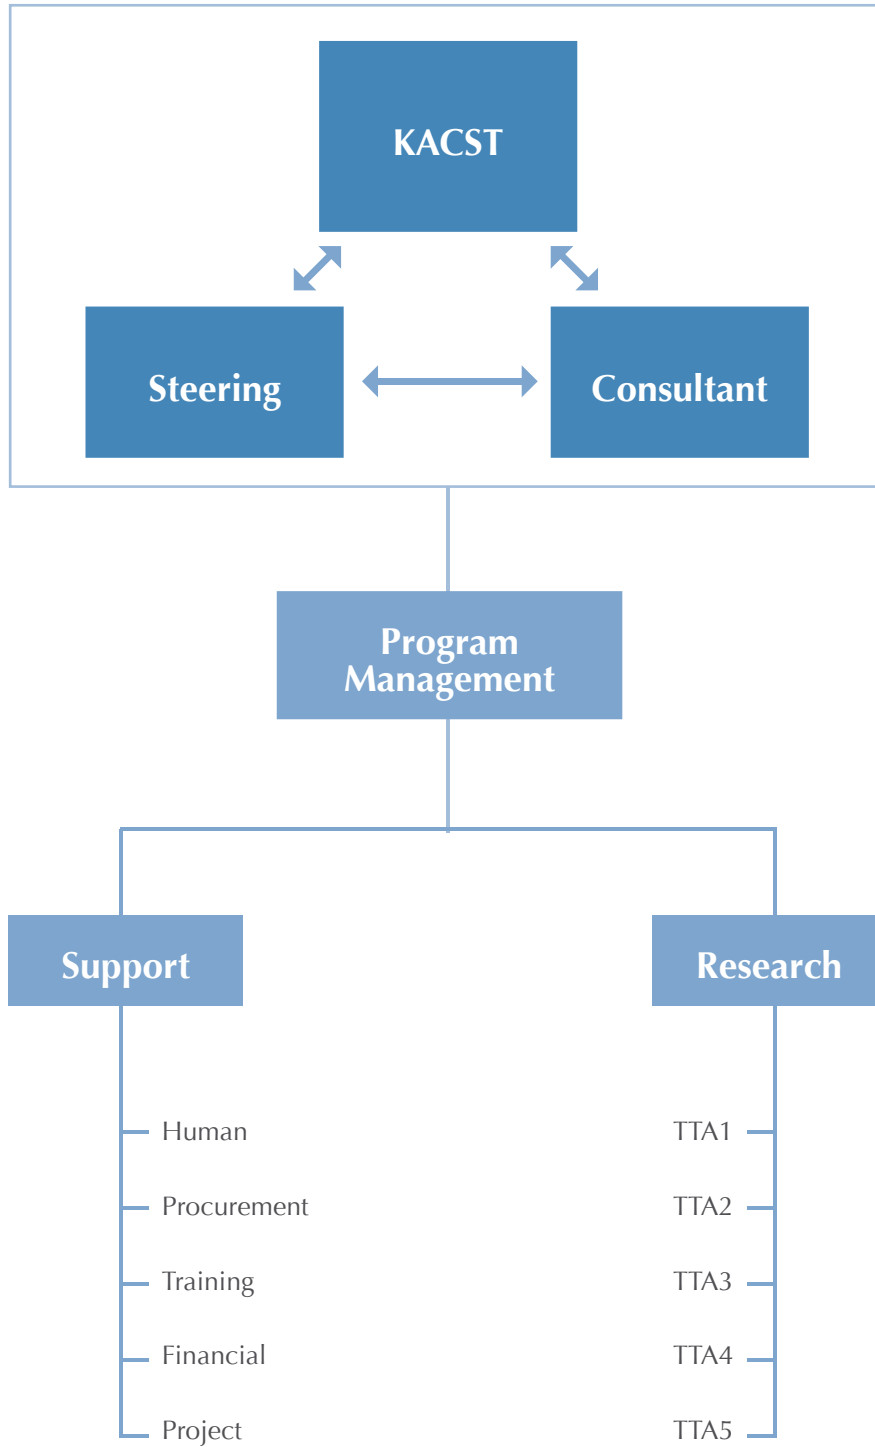 KACST
Steering
Consultant
Program
Management
Support
Research
Human
Procurement
Training
Financial
Project
TTA1
TTA2
TTA3
TTA4
TTA5